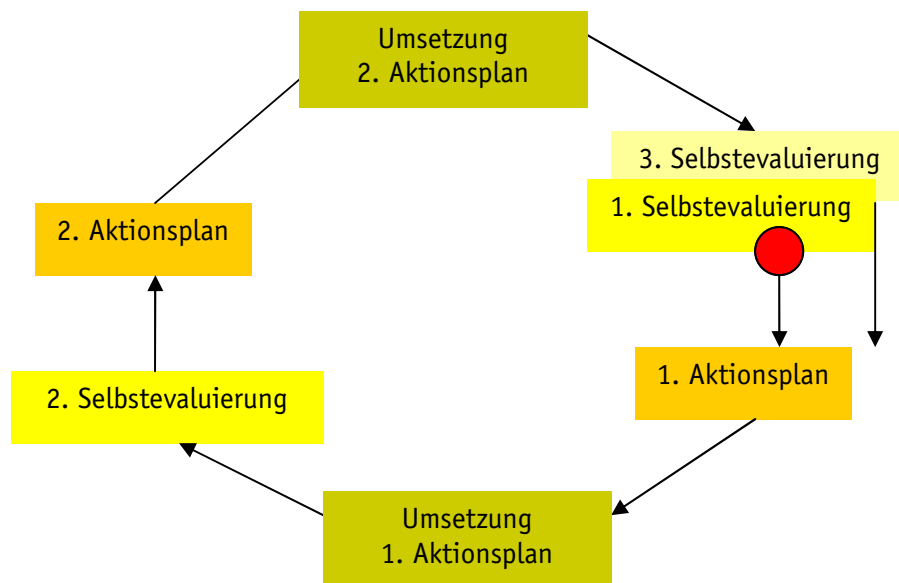 Umsetzung
2. Aktionsplan
3. Selbstevaluierung
1. Selbstevaluierung
2. Aktionsplan
1. Aktionsplan
2. Selbstevaluierung
Umsetzung
1. Aktionsplan